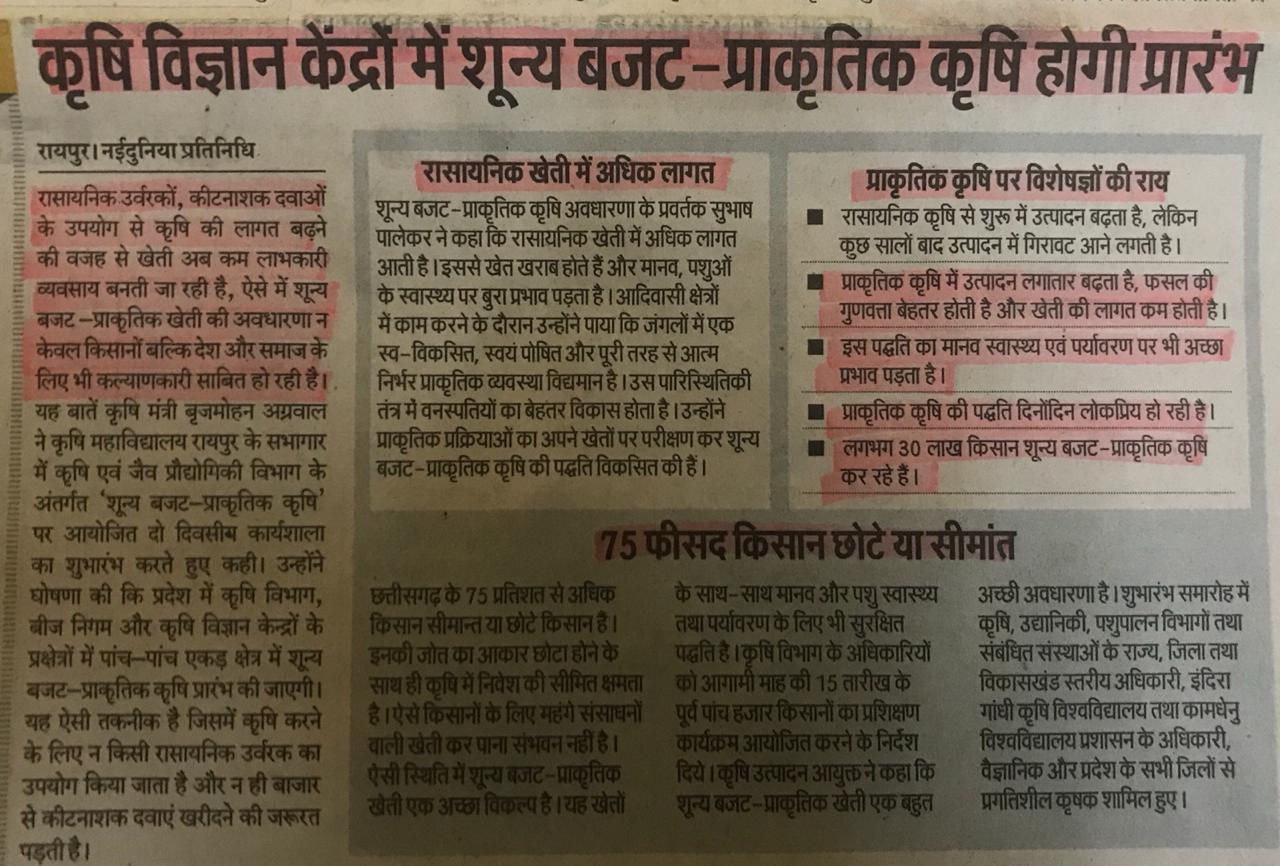 कृषि विज्ञान केंद्रों में शून्य बजट-प्राकृतिक कृषि होगी प्रारंभ
रायपुर। नईदुनिया प्रतिनिधि
रासायनिक उर्वरकों, कीटनाशक दवाओं
के उपयोग से कृषि की लागत बढ़ने
की वजह से खेती अब कम लाभकारी
व्यवसाय बनती जा रही है, ऐसे में शून्य
बजट -प्राकृतिक खेती की अवधारणा न
केवल किसानों बल्कि देश और समाज के
लिए भी कल्याणकारी साबित हो रही है।
यह बातें कृषि मंत्री बृजमोहन अग्रवाल
ने कृषि महाविद्यालय रायपुर के सभागार
में कृषि एवं जैव प्रौद्योगिकी विभाग के
अंतर्गत 'शून्य बजट-प्राकृतिक कृषि'
पर आयोजित दो दिवसीय कार्यशाला
का शुभारंभ करते हुए कही। उन्होंने
घोषणा की कि प्रदेश में कृषि विभाग,
बीज निगम और कृषि विज्ञान केन्द्रों के
प्रक्षेत्रों में पांच-पांच एकड़ क्षेत्र में शून्य
बजट-प्राकृतिक कृषि प्रारंभ की जाएगी।
यह ऐसी तकनीक है जिसमें कृषि करने
के लिए न किसी रासायनिक उर्वरक का
उपयोग किया जाता है और न ही बाजार
से कीटनाशक दवाएं खरीदने की जरूरत
पड़ती है।
रासायनिक खेती में अधिक लागत
शून्य बजट-प्राकृतिक कृषि अवधारणा के प्रवर्तक सुभाष
पालेकर ने कहा कि रासायनिक खेती में अधिक लागत
आती है। इससे खेत खराब होते हैं और मानव, पशुओं
के स्वास्थ्य पर बुरा प्रभाव पड़ता है। आदिवासी क्षेत्रों
में काम करने के दौरान उन्होंने पाया कि जंगलों में एक
स्व-विकसित, स्वयं पोषित और पूरी तरह से आत्म
निर्भर प्राकृतिक व्यवस्था विद्यमान है। उस पारिस्थितिकी
तंत्र में वनस्पतियों का बेहतर विकास होता है। उन्होंने
प्राकृतिक प्रक्रियाओं का अपने खेतों पर परीक्षण कर शून्य
बजट-प्राकृतिक कृषि की पद्धति विकसित की हैं।
प्राकृतिक कृषि पर विशेषज्ञों की राय
■ रासायनिक कृषि से शुरू में उत्पादन बढ़ता है, लेकिन
कुछ सालों बाद उत्पादन में गिरावट आने लगती है।
■ प्राकृतिक कृषि में उत्पादन लगातार बढ़ता है, फसल की
गुणवत्ता बेहतर होती है और खेती की लागत कम होती है।
■ इस पद्धति का मानव स्वास्थ्य एवं पर्यावरण पर भी अच्छा
प्रभाव पड़ता है।
■ प्राकृतिक कृषि की पद्धति दिनोंदिन लोकप्रिय हो रही है।
■ लगभग 30 लाख किसान शून्य बजट-प्राकृतिक कृषि
कर रहे हैं।
75 फीसद किसान छोटे या सीमांत
छत्तीसगढ़ के 75 प्रतिशत से अधिक
किसान सीमान्त या छोटे किसान हैं।
इनकी जोत का आकार छोटा होने के
साथ ही कृषि में निवेश की सीमित क्षमता
है। ऐसे किसानों के लिए महंगे संसाधनों
वाली खेती कर पाना संभवन नहीं है।
ऐसी स्थिति में शून्य बजट-प्राकृतिक
खेती एक अच्छा विकल्प है। यह खेतों
के साथ-साथ मानव और पशु स्वास्थ्य
तथा पर्यावरण के लिए भी सुरक्षित
पद्धति है। कृषि विभाग के अधिकारियों
को आगामी माह की 15 तारीख के
पूर्व पांच हजार किसानों का प्रशिक्षण
कार्यक्रम आयोजित करने के निर्देश
दिये। कृषि उत्पादन आयुक्त ने कहा कि
शून्य बजट-प्राकृतिक खेती एक बहुत
अच्छी अवधारणा है। शुभारंभ समारोह में
कृषि, उद्यानिकी, पशुपालन विभागों तथा
संबंधित संस्थाओं के राज्य, जिला तथा
विकासखंड स्तरीय अधिकारी, इंदिरा
गांधी कृषि विश्वविद्यालय तथा कामधेनु
विश्वविद्यालय प्रशासन के अधिकारी,
वैज्ञानिक और प्रदेश के सभी जिलों से
प्रगतिशील कृषक शामिल हुए।